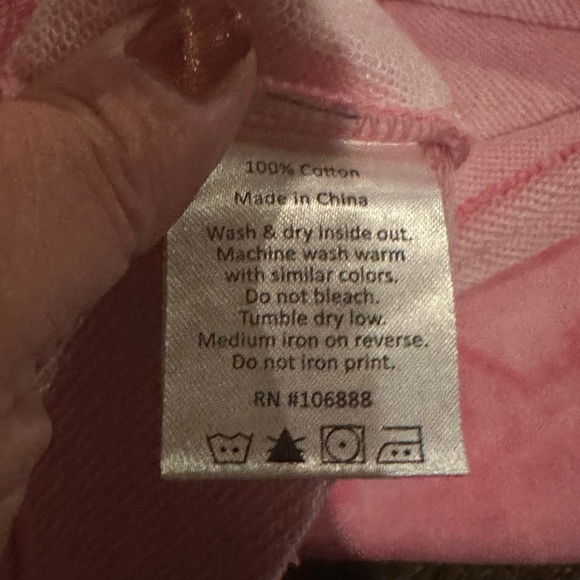 100% Cotton
Made in China
Wash & dry inside out.
Machine wash warm
with similar colors.
Do not bleach.
Tumble dry low.
Medium iron on reverse.
Do not iron print.
RN #106888